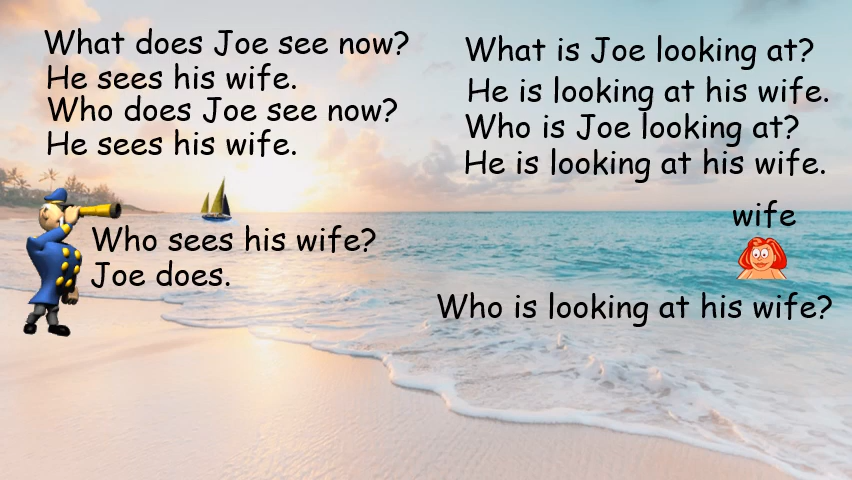 What does Joe see now?
He sees his wife.
Who does Joe see now?
He sees his wife.
Who sees his wife?
Joe does.
What is Joe looking at?
He is looking at his wife.
Who is Joe looking at?
He is looking at his wife.
wife
Who is looking at his wife?